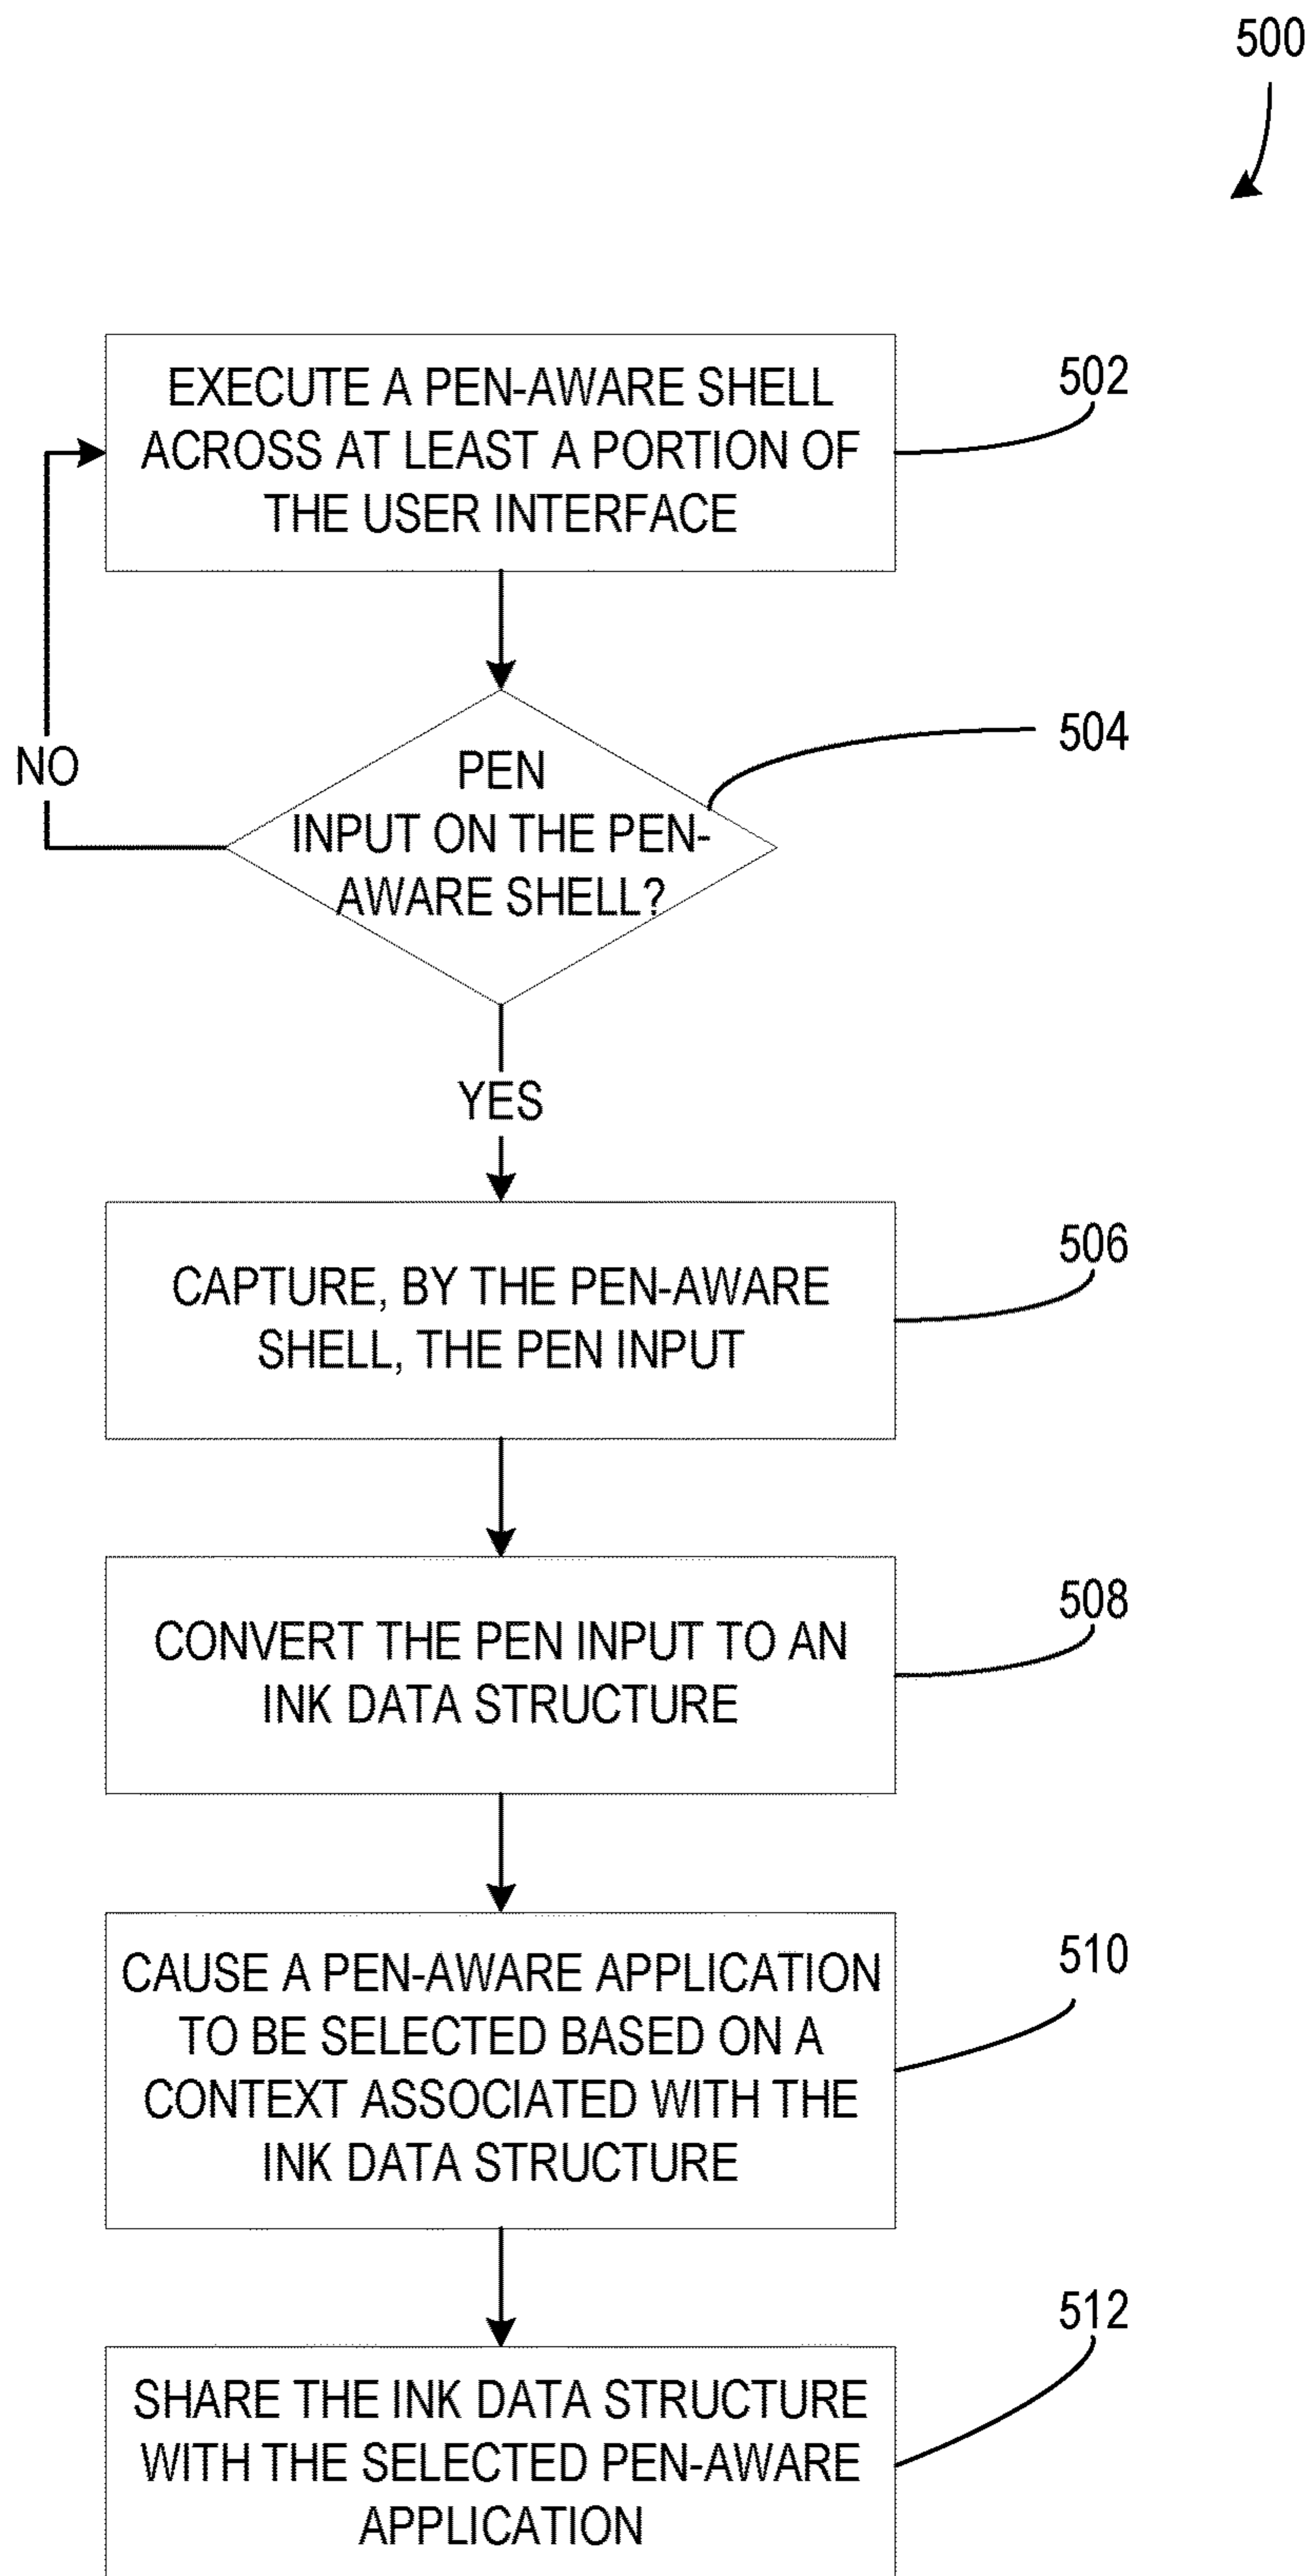 500
EXECUTE A PEN-AWARE SHELL
ACROSS AT LEAST A PORTION OF
THE USER INTERFACE
502
PEN
INPUT ON THE PEN-
AWARE SHELL?
504
NO
YES
CAPTURE, BY THE PEN-AWARE
SHELL, THE PEN INPUT
506
CONVERT THE PEN INPUT TO AN
INK DATA STRUCTURE
508
CAUSE A PEN-AWARE APPLICATION
TO BE SELECTED BASED ON A
CONTEXT ASSOCIATED WITH THE
INK DATA STRUCTURE
510
SHARE THE INK DATA STRUCTURE
WITH THE SELECTED PEN-AWARE
APPLICATION
512